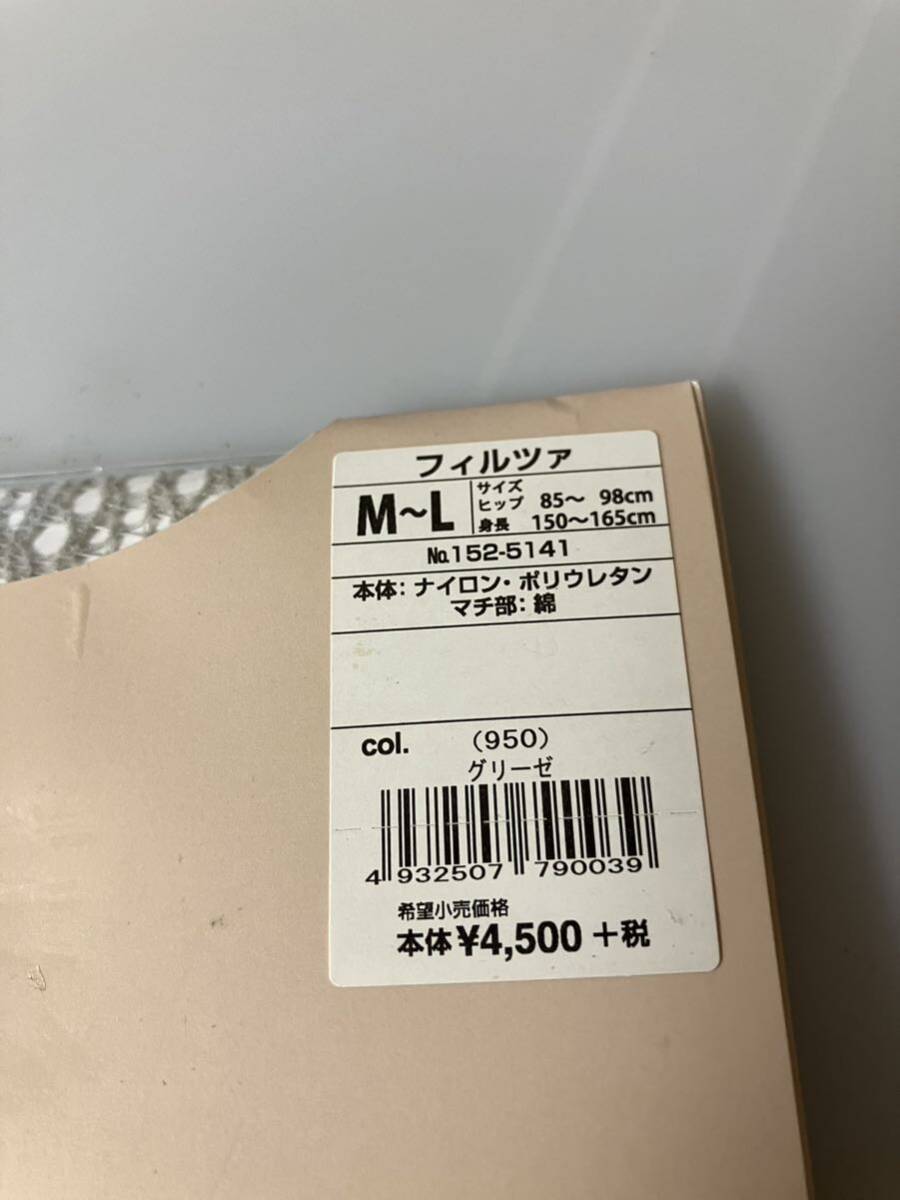 フィルツァ
M～L
サイズ
ヒップ 85～ 98cm
身長 150～165cm
№152-5141
本体: ナイロン・ポリウレタン
マチ部: 綿
col. (950)
グリーゼ
4 932507 790039
希望小売価格
本体¥4,500 +税